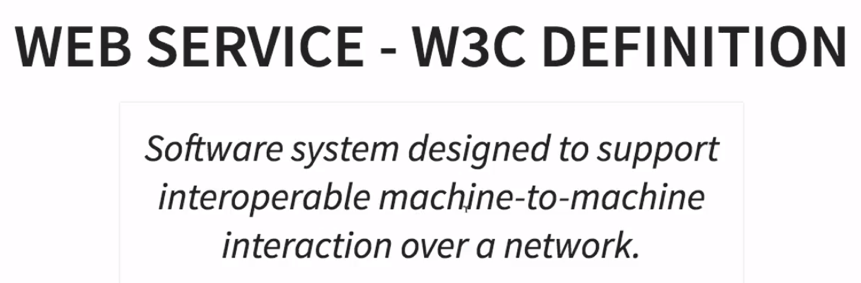 WEB SERVICE - W3C DEFINITION
Software system designed to support
interoperable machine-to-machine
interaction over a network.